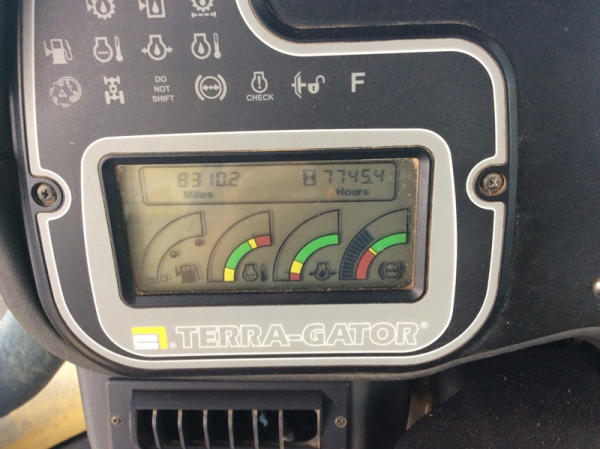 DO
NOT
SHIFT
CHECK
F
8310.2 7745.4
Miles Hours
TERRA-GATOR®